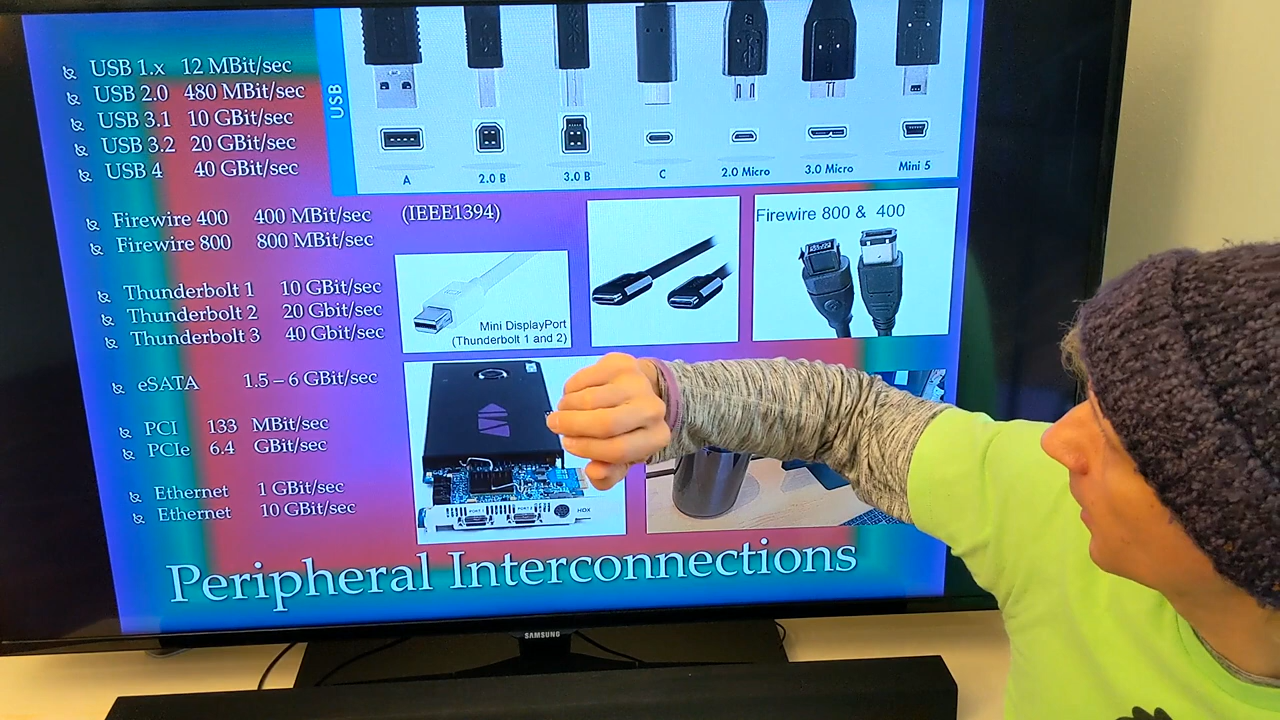 USB 1.x 12 MBit/sec
USB 2.0 480 MBit/sec
USB 3.1 10 GBit/sec
USB 3.2 20 GBit/sec
USB 4 40 GBit/sec
USB
A
2.0 B
3.0 B
C
2.0 Micro
3.0 Micro
Mini 5
Firewire 400 400 MBit/sec (IEEE1394)
Firewire 800 800 MBit/sec
Firewire 800 & 400
Thunderbolt 1 10 GBit/sec
Thunderbolt 2 20 Gbit/sec
Thunderbolt 3 40 Gbit/sec
Mini DisplayPort
(Thunderbolt 1 and 2)
eSATA 1.5 – 6 GBit/sec
PCI 133 MBit/sec
PCIe 6.4 GBit/sec
Ethernet 1 GBit/sec
Ethernet 10 GBit/sec
PORT 1
PORT 2
HDX
Peripheral Interconnections
SAMSUNG